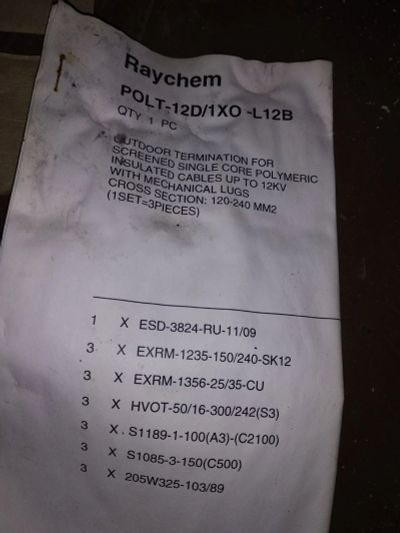 Raychem
POLT-12D/1XO -L12B
QTY 1 PC
OUTDOOR TERMINATION FOR
SCREENED SINGLE CORE POLYMERIC
INSULATED CABLES UP TO 12KV
WITH MECHANICAL LUGS
CROSS SECTION: 120-240 MM2
(1SET=3PIECES)
1 X ESD-3824-RU-11/09
3 X EXRM-1235-150/240-SK12
3 X EXRM-1356-25/35-CU
3 X HVOT-50/16-300/242(S3)
3 X . S1189-1-100(A3)-(C2100)
3 X S1085-3-150(C500)
3 X 205W325-103/89